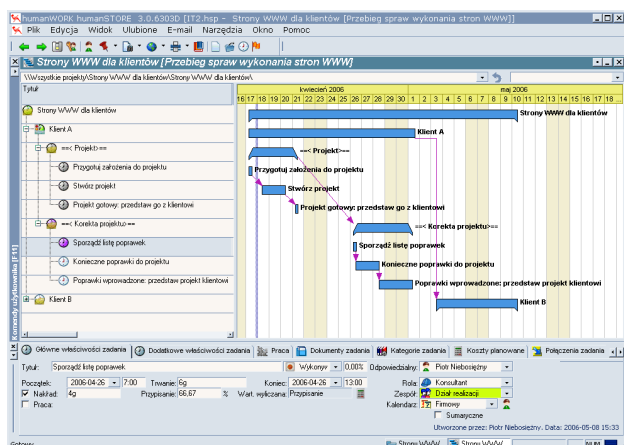 humanWORK humanSTORE 3.0.6303D [IT2.hsp - Strony WWW dla klientów [Przebieg spraw wykonania stron WWW]]
Plik Edycja Widok Ulubione E-mail Narzędzia Okno Pomoc
Strony WWW dla klientów [Przebieg spraw wykonania stron WWW]
\\Wszystkie projekty\Strony WWW dla klientów\Strony WWW dla klientów\
Tytuł kwiecień 2006 maj 2006
16 17 18 19 20 21 22 23 24 25 26 27 28 29 30 1 2 3 4 5 6 7 8 9 10 11 12 13 14 15 16 17 18 ...
Strony WWW dla klientów Strony WWW dla klientów
Klient A Klient A
==< Projekt>== ==< Projekt>==
Przygotuj założenia do projektu Przygotuj założenia do projektu
Stwórz projekt Stwórz projekt
Projekt gotowy: przedstaw go z klientowi Projekt gotowy: przedstaw go z klientowi
==< Korekta projektu>== ==< Korekta projektu>==
Sporządź listę poprawek Sporządź listę poprawek
Konieczne poprawki do projektu Konieczne poprawki do projektu
Poprawki wprowadzone: przedstaw projekt klientowi Poprawki wprowadzone: przedstaw projekt klientowi
Klient B Klient B
Komendy użytkownika [F11]
Główne właściwości zadania Dodatkowe właściwości zadania Praca Dokumenty zadania Kategorie zadania Koszty planowane Połączenia zadania
Tytuł: Sporządź listę poprawek Wykonyw 0,00% Odpowiedzialny: Piotr Niebosiężny
Początek: 2006-04-26 7:00 Trwanie: 6g Koniec: 2006-04-26 13:00 Rola: Konsultant
Nakład: 4g Przypisanie: 66,67 % Wart. wyliczana: Przypisanie Zespół: Dział realizacji
Praca: Kalendarz: Firmowy
Sumaryczne
Utworzone przez: Piotr Niebosiężny. Data: 2006-05-08 15:33
Gotowy Strony WWW Strony WWW NUM